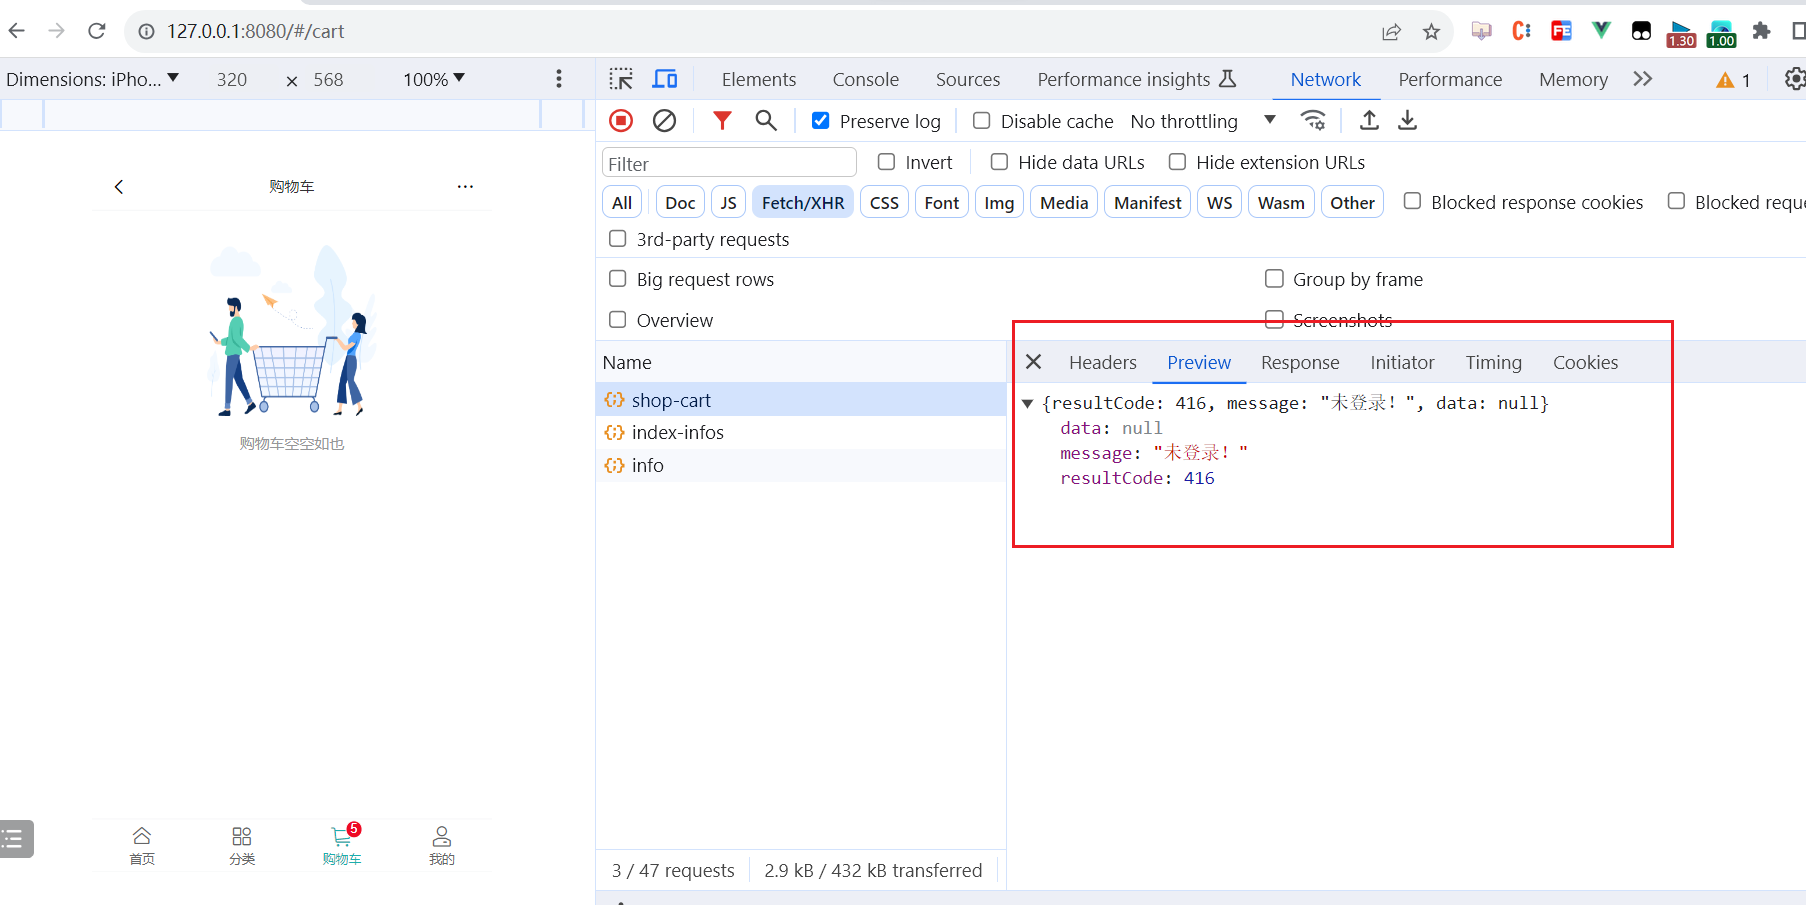 127.0.0.1:8080/#/cart
1.30
1.00
Dimensions: iPho... 320 × 568 100%
Elements Console Sources Performance insights Network Performance Memory 1
Preserve log Disable cache No throttling
Filter Invert Hide data URLs Hide extension URLs
All Doc JS Fetch/XHR CSS Font Img Media Manifest WS Wasm Other Blocked response cookies Blocked reque
3rd-party requests
Big request rows Group by frame
Overview Screenshots
购物车
购物车空空如也
首页 分类 购物车 5 我的
Name
shop-cart
index-infos
info
Headers Preview Response Initiator Timing Cookies
{resultCode: 416, message: "未登录！", data: null}
data: null
message: "未登录！"
resultCode: 416
3 / 47 requests 2.9 kB / 432 kB transferred